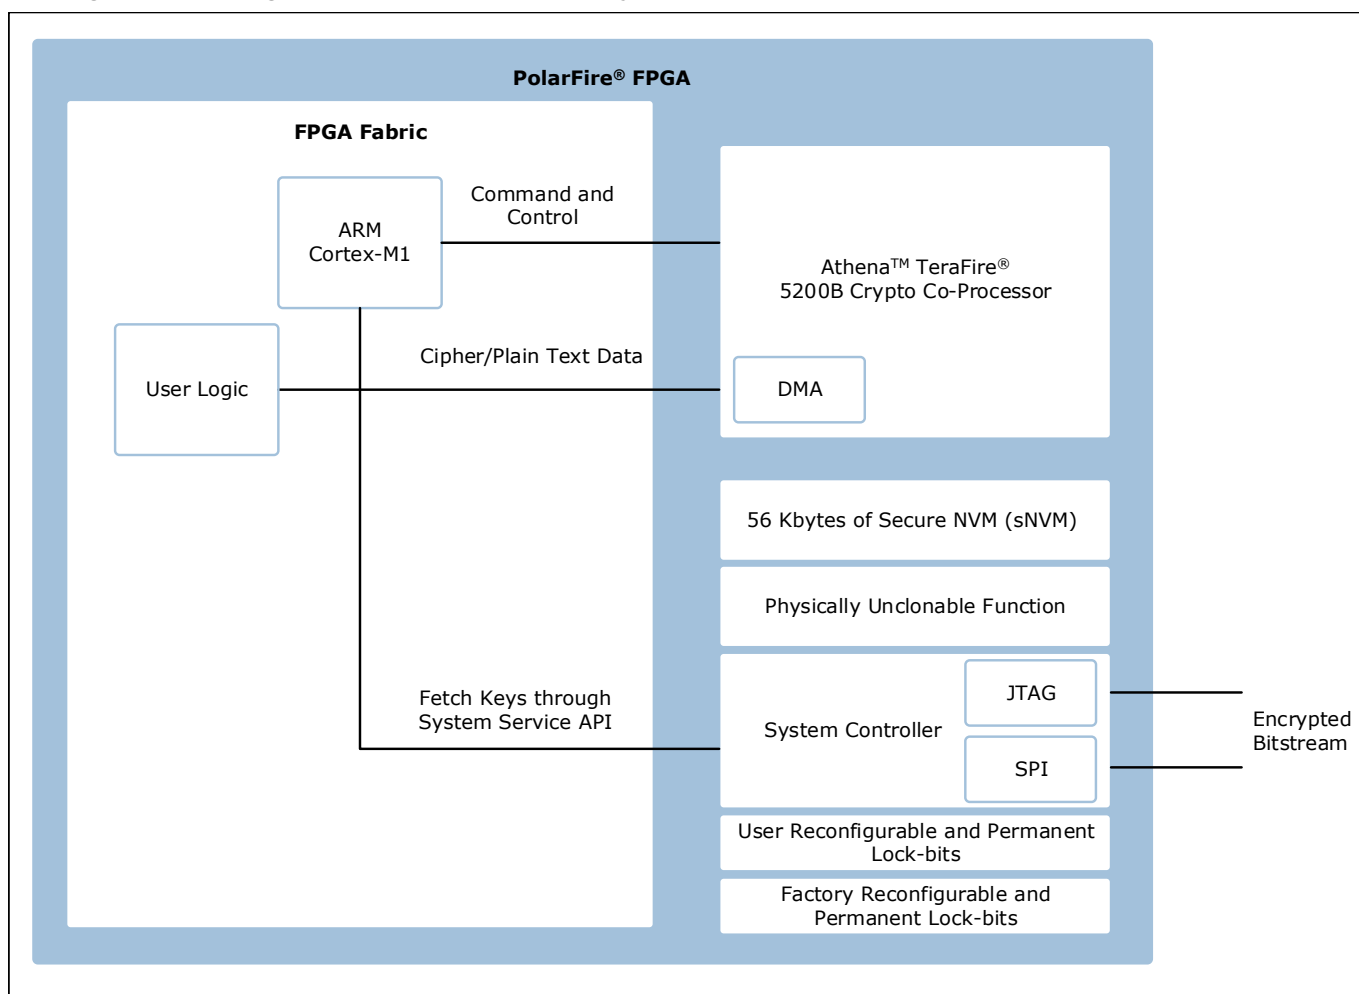 PolarFire® FPGA
FPGA Fabric
ARM
Cortex-M1
Command and
Control
Athena™ TeraFire®
5200B Crypto Co-Processor
User Logic
Cipher/Plain Text Data
DMA
56 Kbytes of Secure NVM (sNVM)
Physically Unclonable Function
Fetch Keys through
System Service API
System Controller
JTAG
SPI
Encrypted
Bitstream
User Reconfigurable and Permanent
Lock-bits
Factory Reconfigurable and
Permanent Lock-bits